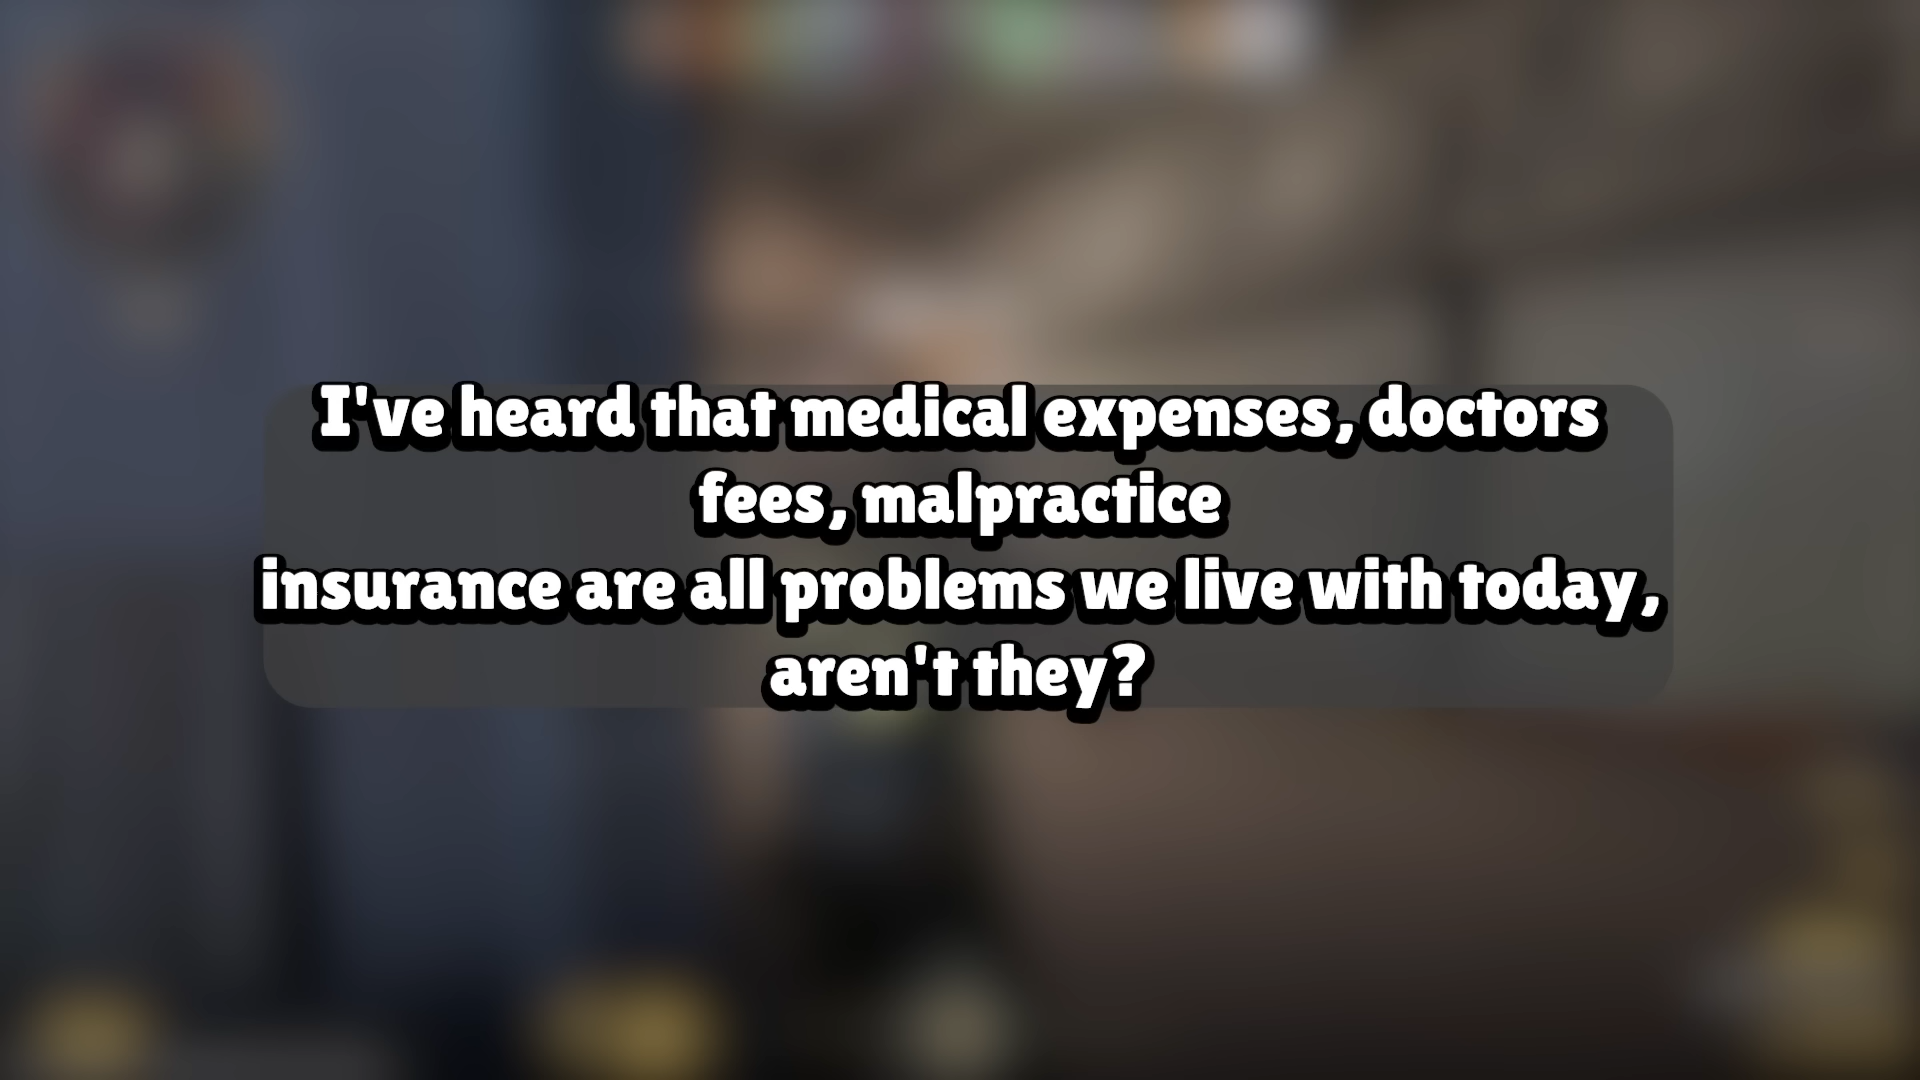 I've heard that medical expenses, doctors
fees, malpractice
insurance are all problems we live with today,
aren't they?